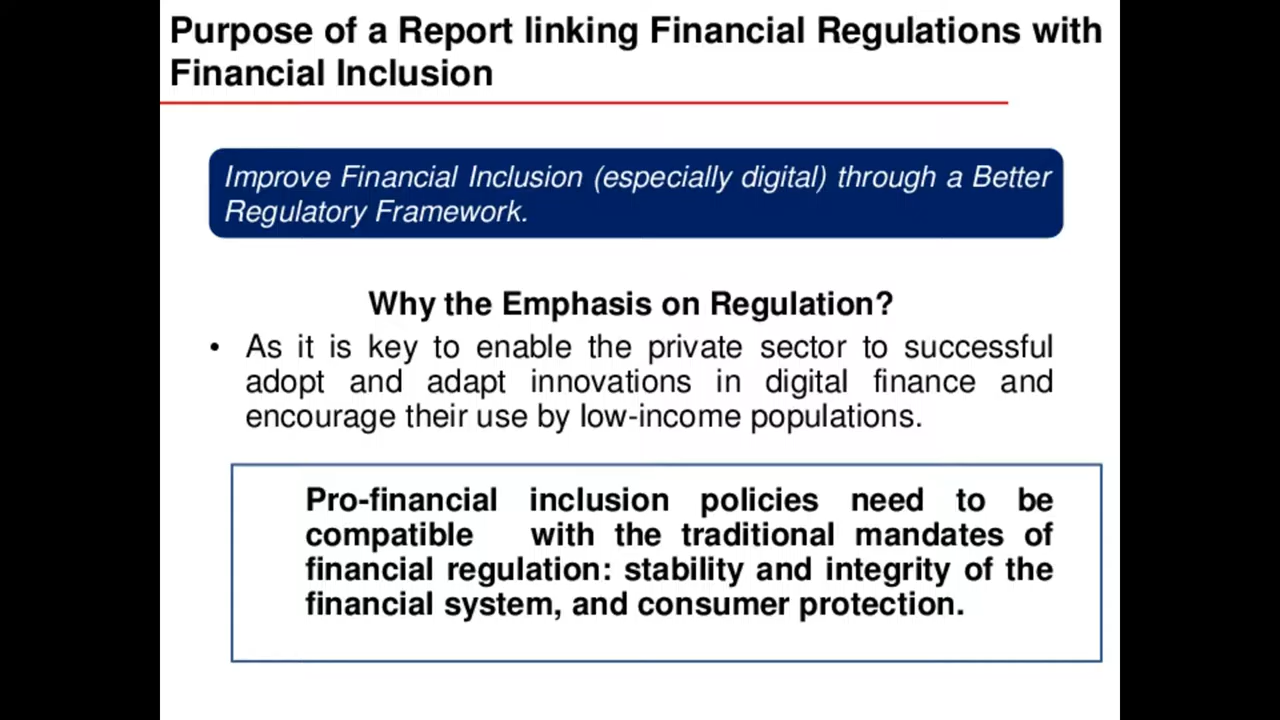 Purpose of a Report linking Financial Regulations with
Financial Inclusion
Improve Financial Inclusion (especially digital) through a Better
Regulatory Framework.
Why the Emphasis on Regulation?
• As it is key to enable the private sector to successful
adopt and adapt innovations in digital finance and
encourage their use by low-income populations.
Pro-financial inclusion policies need to be
compatible with the traditional mandates of
financial regulation: stability and integrity of the
financial system, and consumer protection.